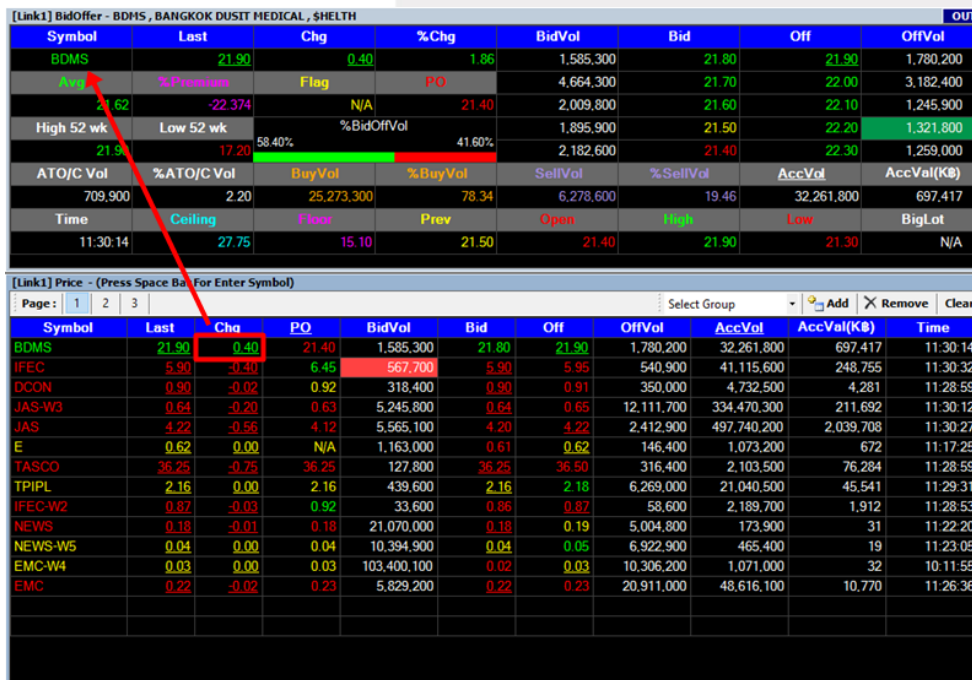 [Link1] BidOffer - BDMS , BANGKOK DUSIT MEDICAL , $HELTH OUT
Symbol Last Chg %Chg BidVol Bid Off OffVol
BDMS 21.90 0.40 1.86 1,585,300 21.80 21.90 1,780,200
Avg %Premium Flag PO 4,664,300 21.70 22.00 3,182,400
21.62 -22.374 N/A 21.40 2,009,800 21.60 22.10 1,245,900
High 52 wk Low 52 wk %BidOffVol 1,895,900 21.50 22.20 1,321,800
21.90 17.20 58.40% 41.60% 2,182,600 21.40 22.30 1,259,000
ATO/C Vol %ATO/C Vol BuyVol %BuyVol SellVol %SellVol AccVol AccVal(K฿)
709,900 2.20 25,273,300 78.34 6,278,600 19.46 32,261,800 697,417
Time Ceiling Floor Prev Open High Low BigLot
11:30:14 27.75 15.10 21.50 21.40 21.90 21.30 N/A
[Link1] Price - (Press Space Bar For Enter Symbol)
Page : 1 2 3 Select Group Add Remove Clear
Symbol Last Chg PO BidVol Bid Off OffVol AccVol AccVal(K฿) Time
BDMS 21.90 0.40 21.40 1,585,300 21.80 21.90 1,780,200 32,261,800 697,417 11:30:14
IFEC 5.90 -0.40 6.45 567,700 5.90 5.95 540,900 41,115,600 248,755 11:30:32
DCON 0.90 -0.02 0.92 318,400 0.90 0.91 350,000 4,732,500 4,281 11:28:59
JAS-W3 0.64 -0.20 0.63 5,245,800 0.64 0.65 12,111,700 334,470,300 211,692 11:30:12
JAS 4.22 -0.56 4.12 5,565,100 4.20 4.22 2,412,900 497,740,200 2,039,708 11:30:27
E 0.62 0.00 N/A 1,163,000 0.61 0.62 146,400 1,073,200 672 11:17:25
TASCO 36.25 -0.75 36.25 127,800 36.25 36.50 316,400 2,103,500 76,284 11:28:59
TPIPL 2.16 0.00 2.16 439,600 2.16 2.18 6,269,000 21,040,500 45,541 11:29:31
IFEC-W2 0.87 -0.03 0.92 33,600 0.86 0.87 58,600 2,189,700 1,912 11:28:53
NEWS 0.18 -0.01 0.18 21,070,000 0.18 0.19 5,004,800 173,900 31 11:22:20
NEWS-W5 0.04 0.00 0.04 10,394,900 0.04 0.05 6,922,900 465,400 19 11:23:05
EMC-W4 0.03 0.00 0.03 103,400,100 0.02 0.03 10,306,200 1,071,000 32 10:11:55
EMC 0.22 -0.02 0.23 5,829,200 0.22 0.23 20,911,000 48,616,100 10,770 11:26:36